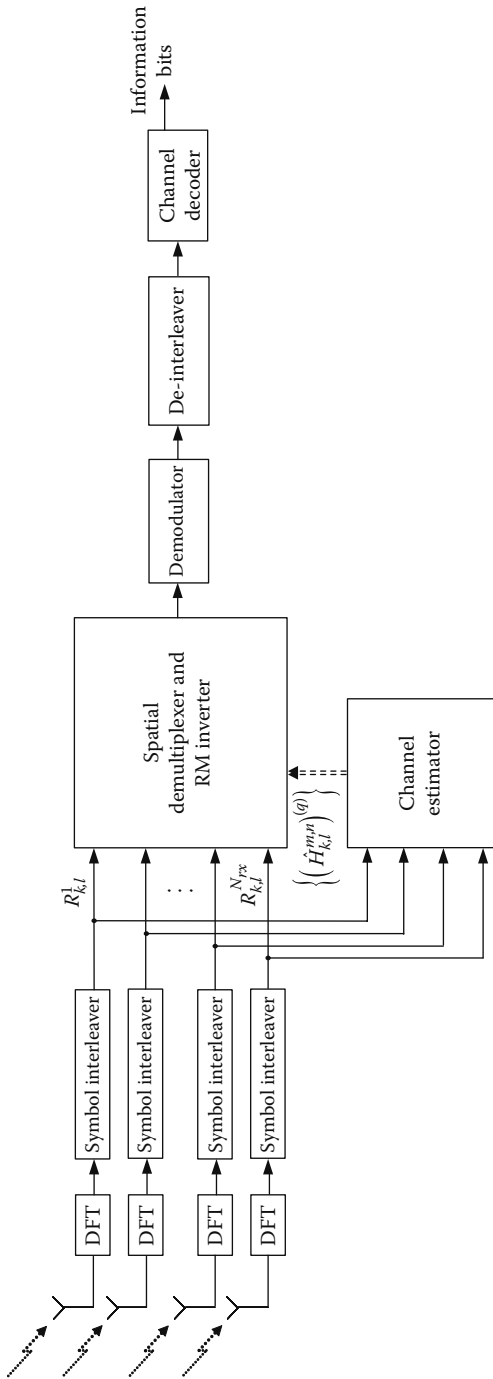 DFT
Symbol interleaver
DFT
Symbol interleaver
DFT
Symbol interleaver
DFT
Symbol interleaver
R^1_{k,l}
⋮
R^{N_{rx}}_{k,l}
Spatial
demultiplexer and
RM inverter
{(Ĥ^{m,n}_{k,l})^{(q)}}
Channel
estimator
Demodulator
De-interleaver
Channel
decoder
Information
bits